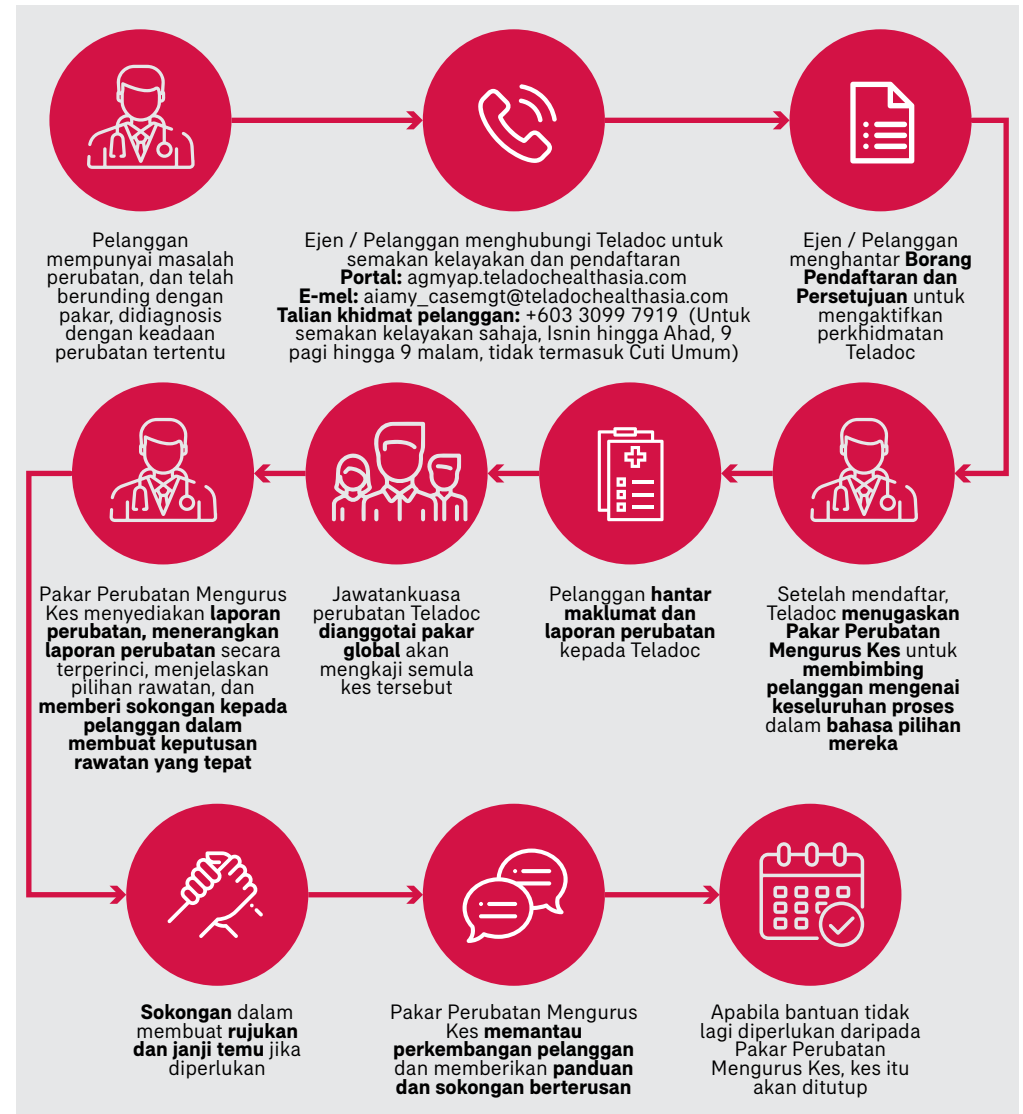 Pelanggan
mempunyai masalah
perubatan, dan telah
berunding dengan
pakar, didiagnosis
dengan keadaan
perubatan tertentu
Ejen / Pelanggan menghubungi Teladoc untuk
semakan kelayakan dan pendaftaran
Portal: agmyap.teladochealthasia.com
E-mel: aiamy_casemgt@teladochealthasia.com
Talian khidmat pelanggan: +603 3099 7919 (Untuk
semakan kelayakan sahaja, Isnin hingga Ahad, 9
pagi hingga 9 malam, tidak termasuk Cuti Umum)
Ejen / Pelanggan
menghantar Borang
Pendaftaran dan
Persetujuan untuk
mengaktifkan
perkhidmatan
Teladoc
Setelah mendaftar,
Teladoc menugaskan
Pakar Perubatan
Mengurus Kes untuk
membimbing
pelanggan mengenai
keseluruhan proses
dalam bahasa pilihan
mereka
Pelanggan hantar
maklumat dan
laporan perubatan
kepada Teladoc
Jawatankuasa
perubatan Teladoc
dianggotai pakar
global akan
mengkaji semula
kes tersebut
Pakar Perubatan Mengurus
Kes menyediakan laporan
perubatan, menerangkan
laporan perubatan secara
terperinci, menjelaskan
pilihan rawatan, dan
memberi sokongan kepada
pelanggan dalam
membuat keputusan
rawatan yang tepat
Sokongan dalam
membuat rujukan
dan janji temu jika
diperlukan
Pakar Perubatan Mengurus
Kes memantau
perkembangan pelanggan
dan memberikan panduan
dan sokongan berterusan
Apabila bantuan tidak
lagi diperlukan daripada
Pakar Perubatan
Mengurus Kes, kes itu
akan ditutup